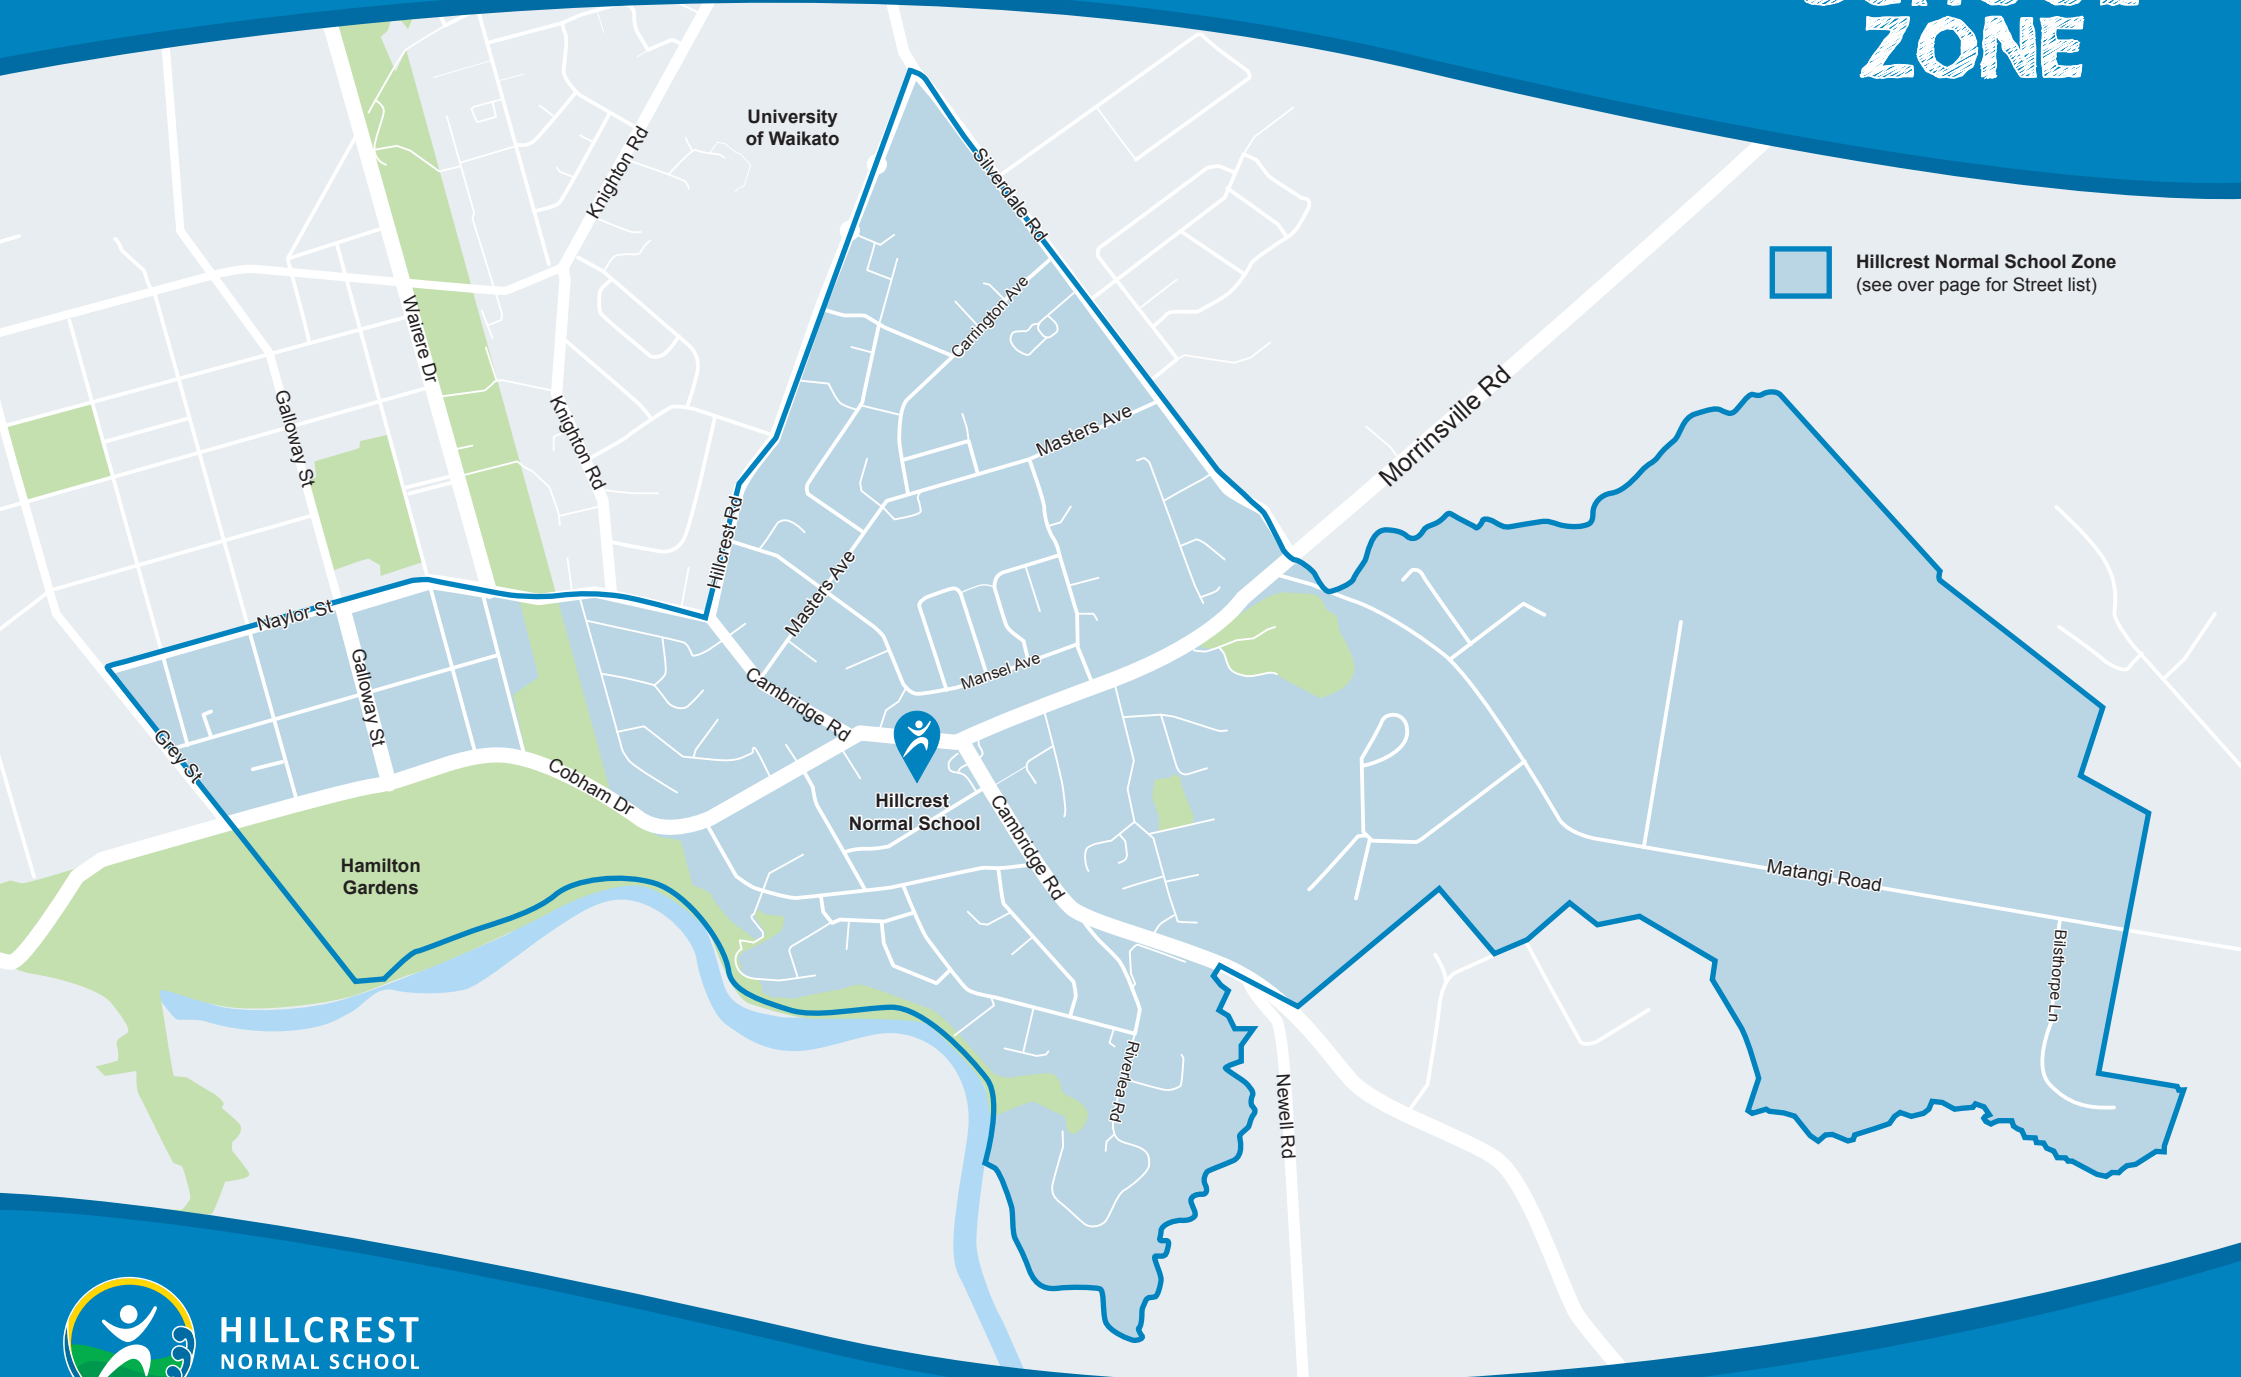 SCHOOL
ZONE
University
of Waikato
Knighton Rd
Silverdale Rd
Hillcrest Normal School Zone
(see over page for Street list)
Carrington Ave
Wairere Dr
Galloway St
Knighton Rd
Masters Ave
Morrinsville Rd
Hillcrest Rd
Masters Ave
Naylor St
Galloway St
Mansel Ave
Cambridge Rd
Grey St
Cobham Dr
Hillcrest
Normal School
Cambridge Rd
Hamilton
Gardens
Matangi Road
Bilsthorpe Ln
Riverlea Rd
Newell Rd
HILLCREST
NORMAL SCHOOL